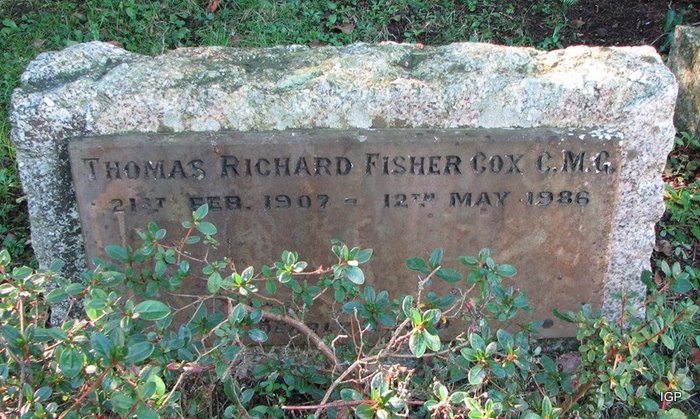 THOMAS RICHARD FISHER COX C.M.G.
21ST FEB. 1907 - 12TH MAY 1986
IGP